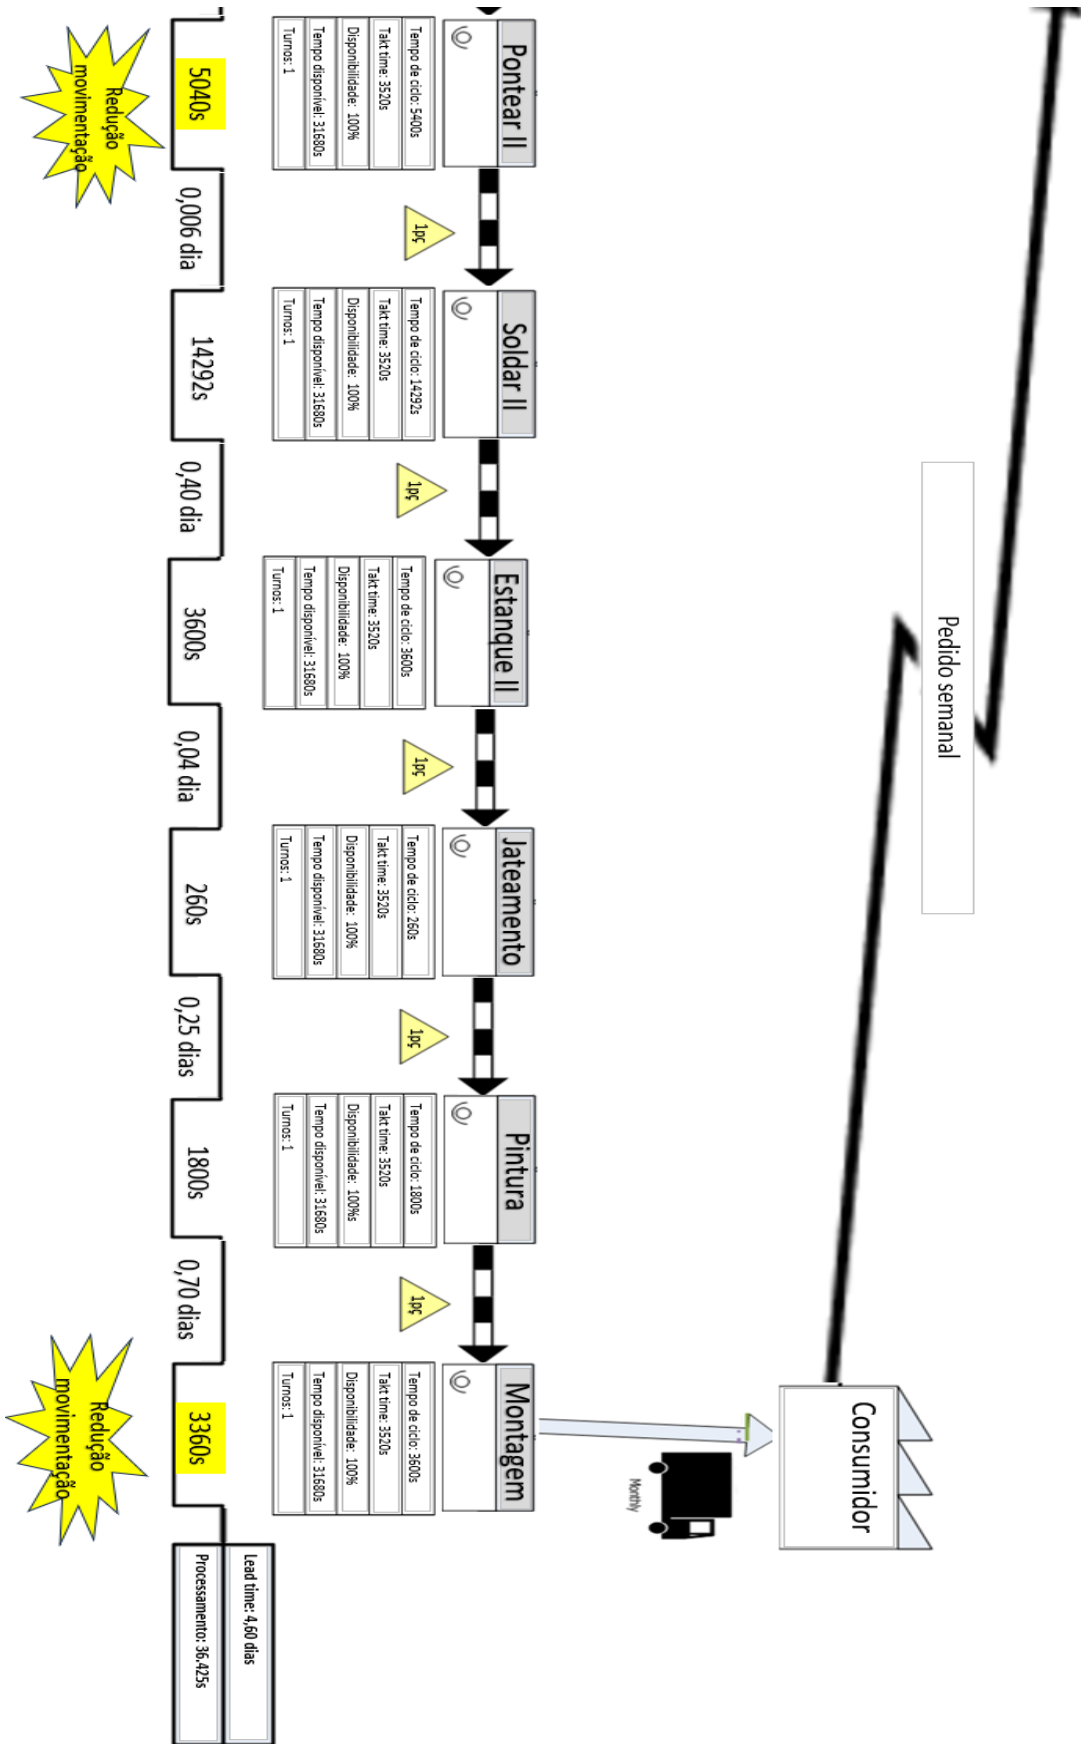 Pedido semanal
Consumidor
Monthly
Pontear II
Tempo de ciclo: 5400s
Takt time: 3520s
Disponibilidade: 100%
Tempo disponível: 31680s
Turnos: 1
1pç
Soldar II
Tempo de ciclo: 14292s
Takt time: 3520s
Disponibilidade: 100%
Tempo disponível: 31680s
Turnos: 1
1pç
Estanque II
Tempo de ciclo: 3600s
Takt time: 3520s
Disponibilidade: 100%
Tempo disponível: 31680s
Turnos: 1
1pç
Jateamento
Tempo de ciclo: 260s
Takt time: 3520s
Disponibilidade: 100%
Tempo disponível: 31680s
Turnos: 1
1pç
Pintura
Tempo de ciclo: 1800s
Takt time: 3520s
Disponibilidade: 100%s
Tempo disponível: 31680s
Turnos: 1
1pç
Montagem
Tempo de ciclo: 3600s
Takt time: 3520s
Disponibilidade: 100%
Tempo disponível: 31680s
Turnos: 1
5040s
0,006 dia
14292s
0,40 dia
3600s
0,04 dia
260s
0,25 dias
1800s
0,70 dias
3360s
Lead time: 4,60 dias
Processamento: 36.425s
Redução
movimentação
Redução
movimentação